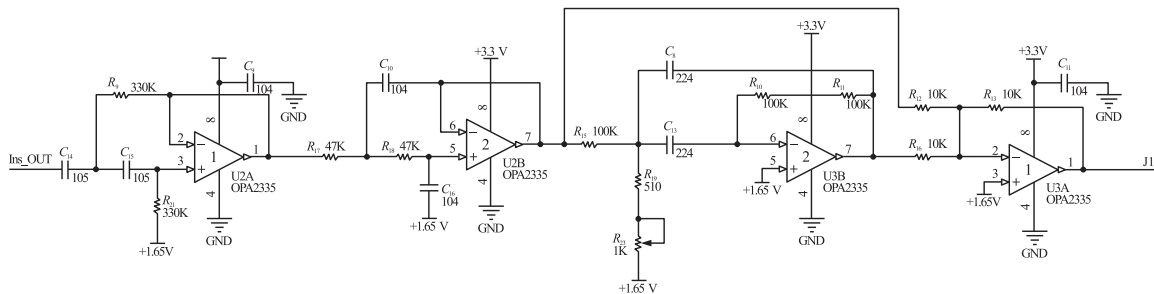 +3.3 V
C₈
224
+3.3V
+3.3V
C₉
104
GND
C₁₀
104
R₁₀
100K
R₁₁
100K
C₁₁
104
GND
R₉
330K
8
8
8
8
R₁₂
10K
R₁₃
10K
Ins_OUT
C₁₄
105
C₁₅
105
2
3
1
1
U2A
OPA2335
4
GND
R₂₁
330K
+1.65V
R₁₇
47K
R₁₈
47K
6
5
2
7
U2B
OPA2335
4
GND
C₁₆
104
+1.65 V
R₁₅
100K
C₁₃
224
6
5
2
7
U3B
OPA2335
+1.65 V
4
GND
R₁₉
510
R₂₃
1K
+1.65 V
R₁₆
10K
2
3
1
1
U3A
OPA2335
+1.65V
4
GND
J1